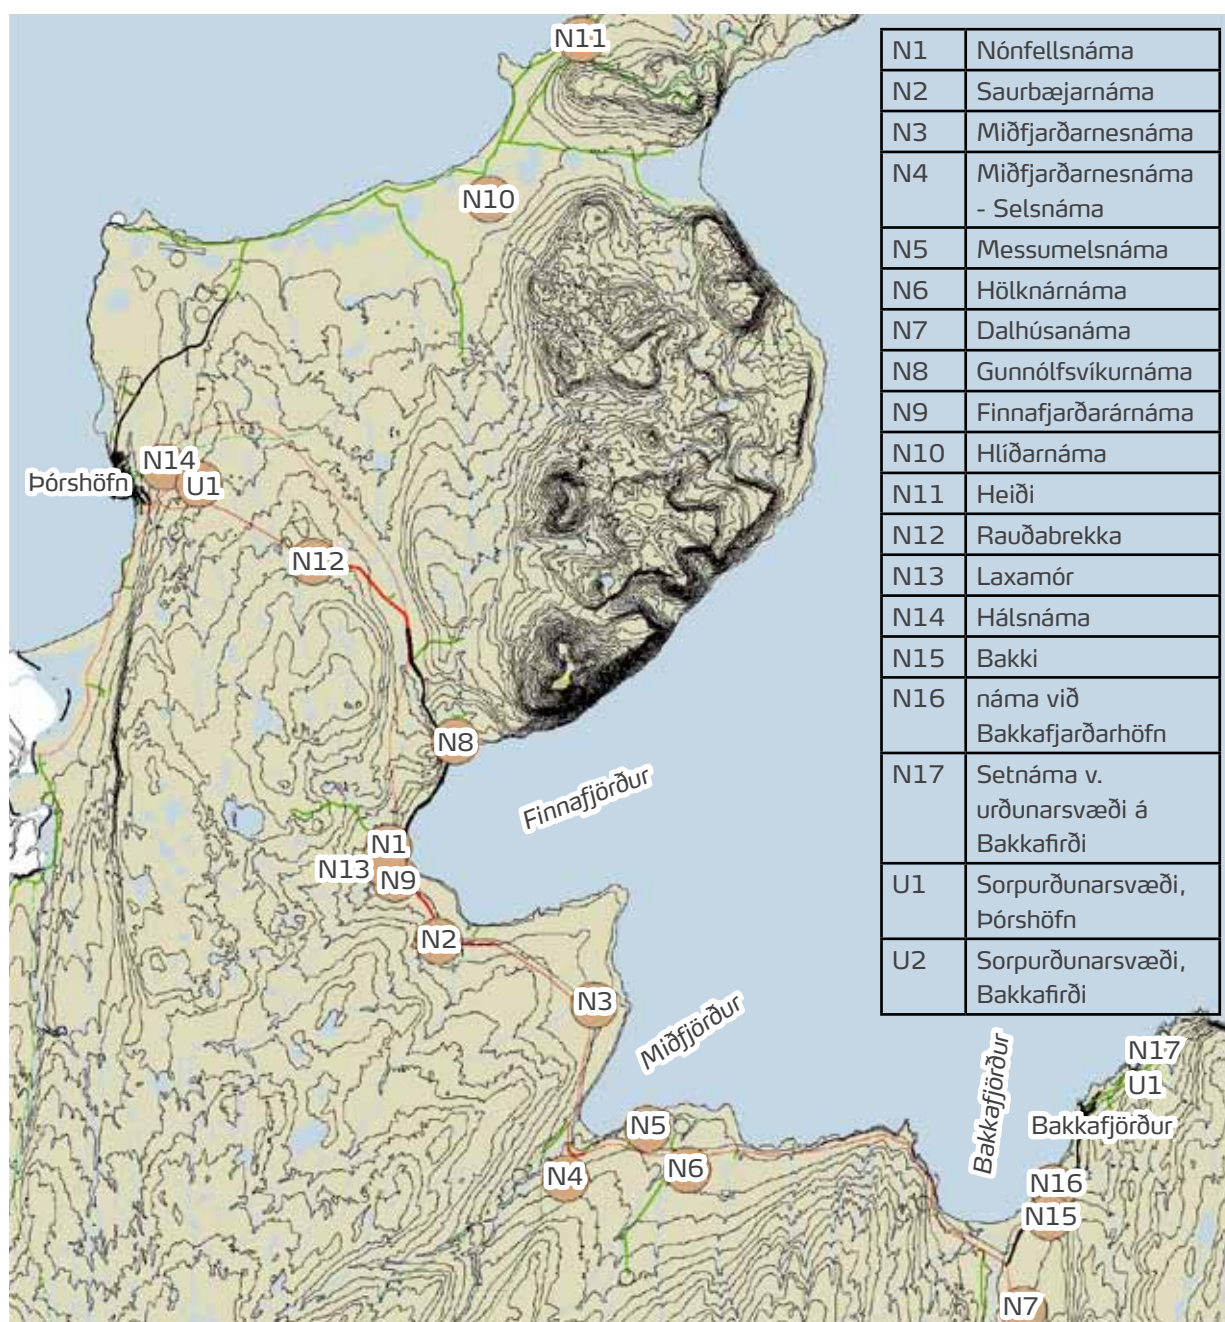 N11
N10
N14
Þórshöfn
U1
N12
N8
Finnafjörður
N1
N13
N9
N2
N3
Miðfjörður
N5
N4
N6
Bakkafjörður
N17
U1
Bakkafjörður
N16
N15
N7
N1 Nónfellsnáma
N2 Saurbæjarnáma
N3 Miðfjarðarnesnáma
N4 Miðfjarðarnesnáma
- Selsnáma
N5 Messumelsnáma
N6 Hölknárnáma
N7 Dalhúsanáma
N8 Gunnólfsvíkurnáma
N9 Finnafjarðarárnáma
N10 Hlíðarnáma
N11 Heiði
N12 Rauðabrekka
N13 Laxamór
N14 Hálsnáma
N15 Bakki
N16 náma við
Bakkafjarðarhöfn
N17 Setnáma v.
urðunarsvæði á
Bakkafirði
U1 Sorpurðunarsvæði,
Þórshöfn
U2 Sorpurðunarsvæði,
Bakkafirði